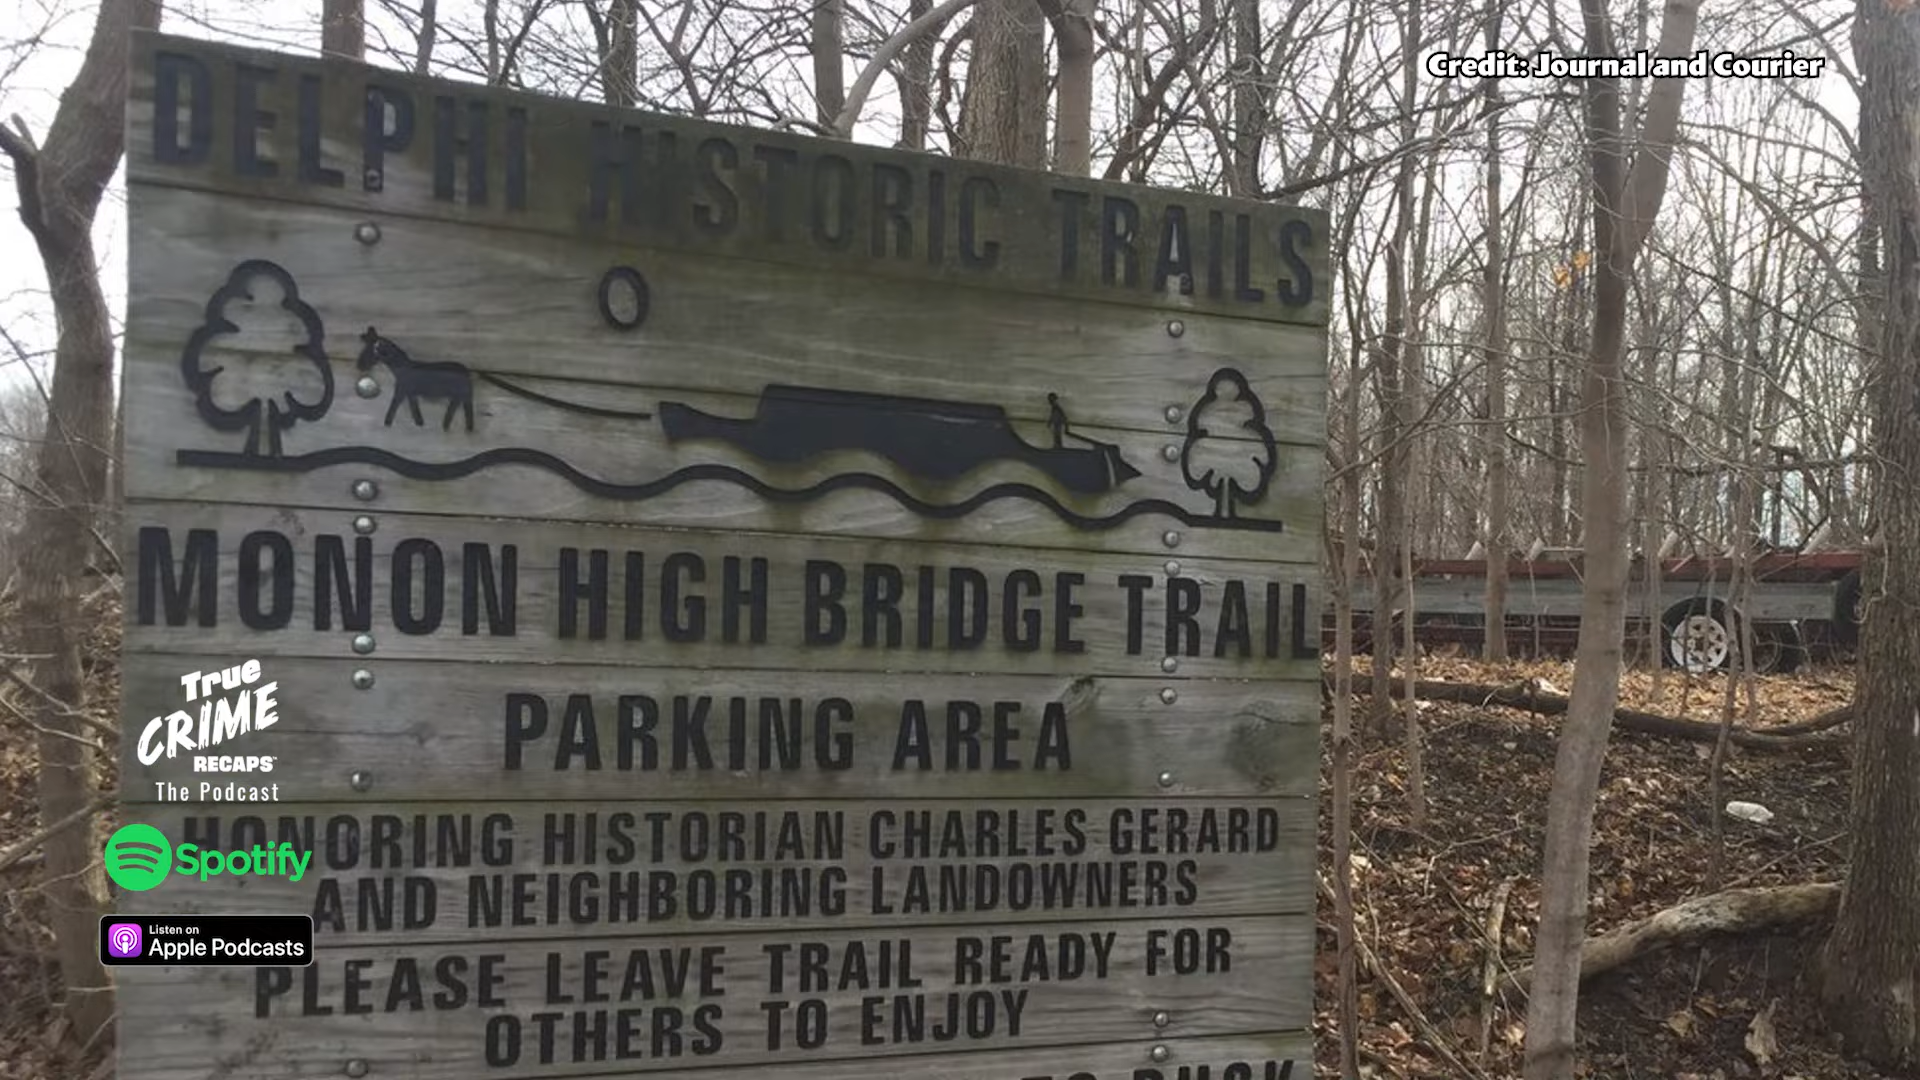 Credit: Journal and Courier
DELPHI HISTORIC TRAILS
MONON HIGH BRIDGE TRAIL
PARKING AREA
HONORING HISTORIAN CHARLES GERARD
AND NEIGHBORING LANDOWNERS
PLEASE LEAVE TRAIL READY FOR
OTHERS TO ENJOY
True
CRIME
RECAPS
The Podcast
Spotify
Listen on
Apple Podcasts